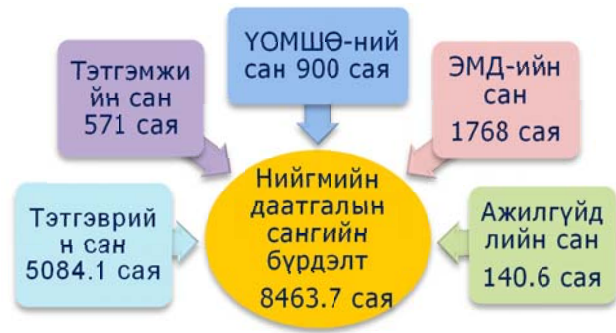 Тэтгэврий
н сан
5084.1 сая
Тэтгэмжи
йн сан
571 сая
ҮОМШӨ-ний
сан 900 сая
ЭМД-ийн
сан
1768 сая
Ажилгүйд
лийн сан
140.6 сая
Нийгмийн
даатгалын
сангийн
бүрдэлт
8463.7 сая